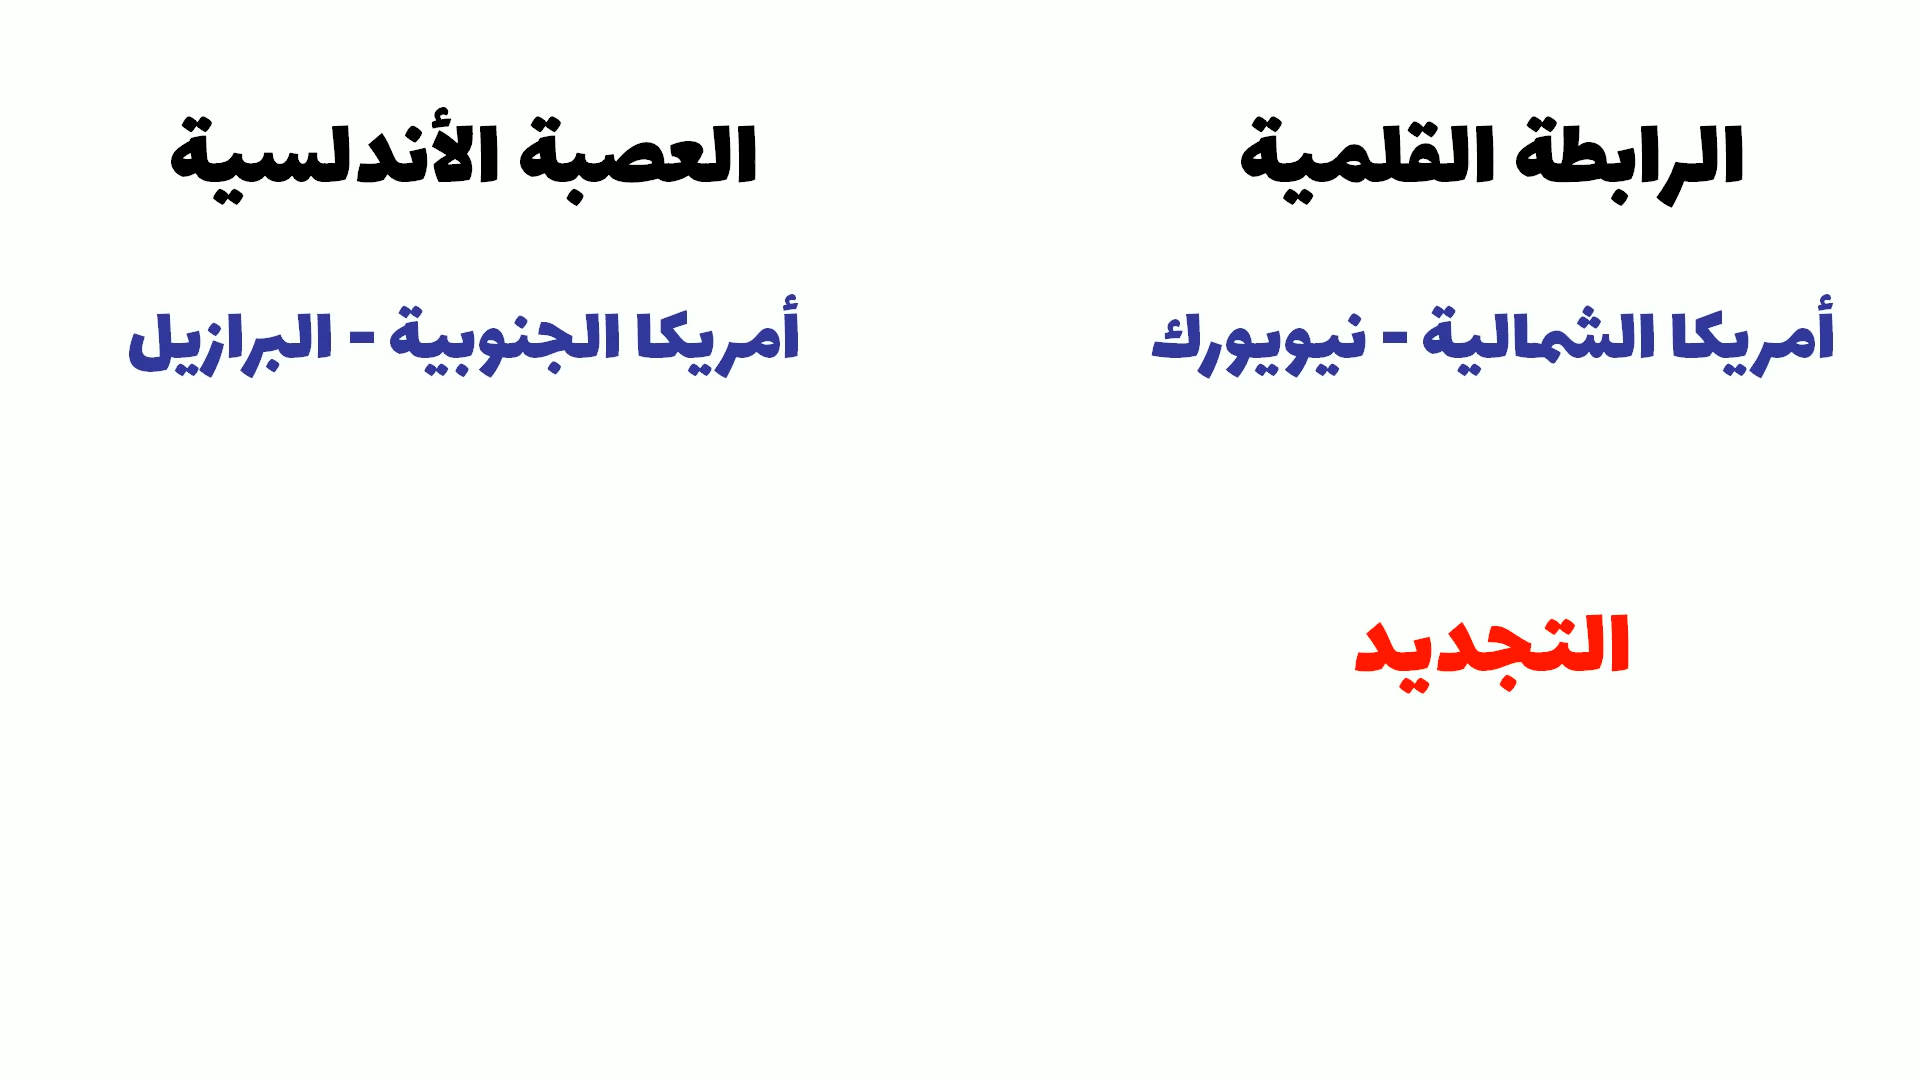 الرابطة القلمية
العصبة الأندلسية
أمريكا الشمالية - نيويورك
أمريكا الجنوبية - البرازيل
التجديد